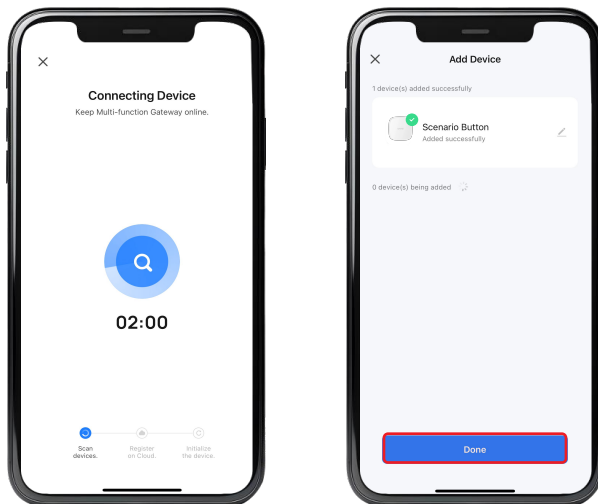 Connecting Device
Keep Multi-function Gateway online.
02:00
Scan
devices.
Register
on Cloud.
Initialize
the device.
Add Device
1 device(s) added successfully
Scenario Button
Added successfully
0 device(s) being added
Done